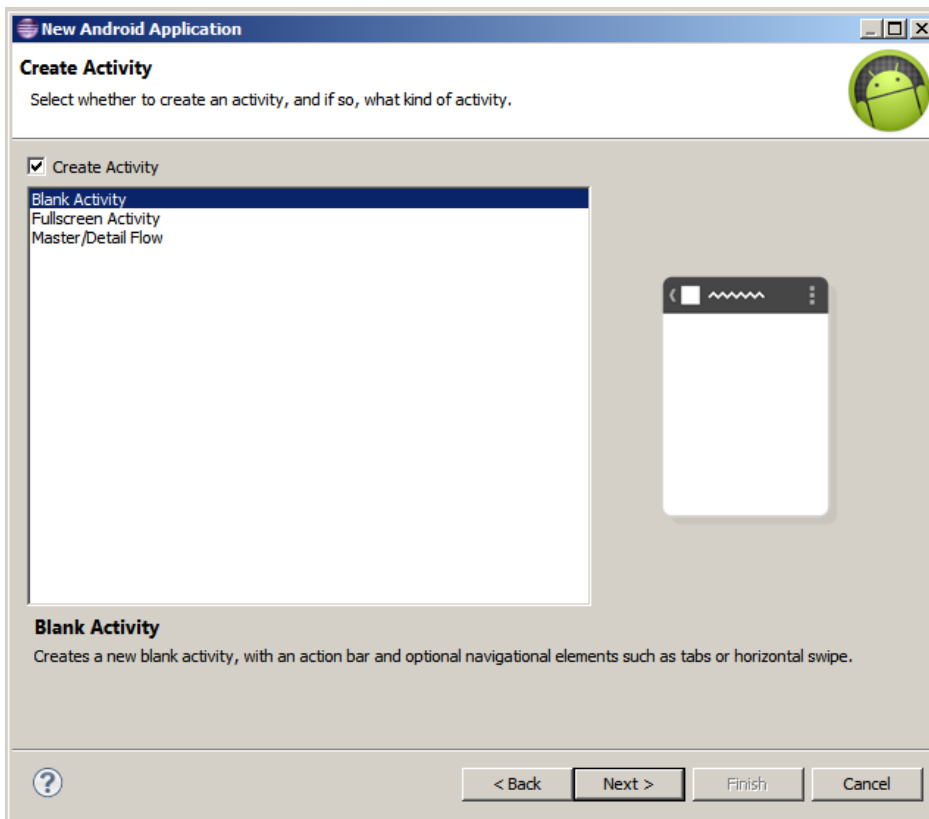 New Android Application
Create Activity
Select whether to create an activity, and if so, what kind of activity.
Create Activity
Blank Activity
Fullscreen Activity
Master/Detail Flow
Blank Activity
Creates a new blank activity, with an action bar and optional navigational elements such as tabs or horizontal swipe.
< Back Next > Finish Cancel